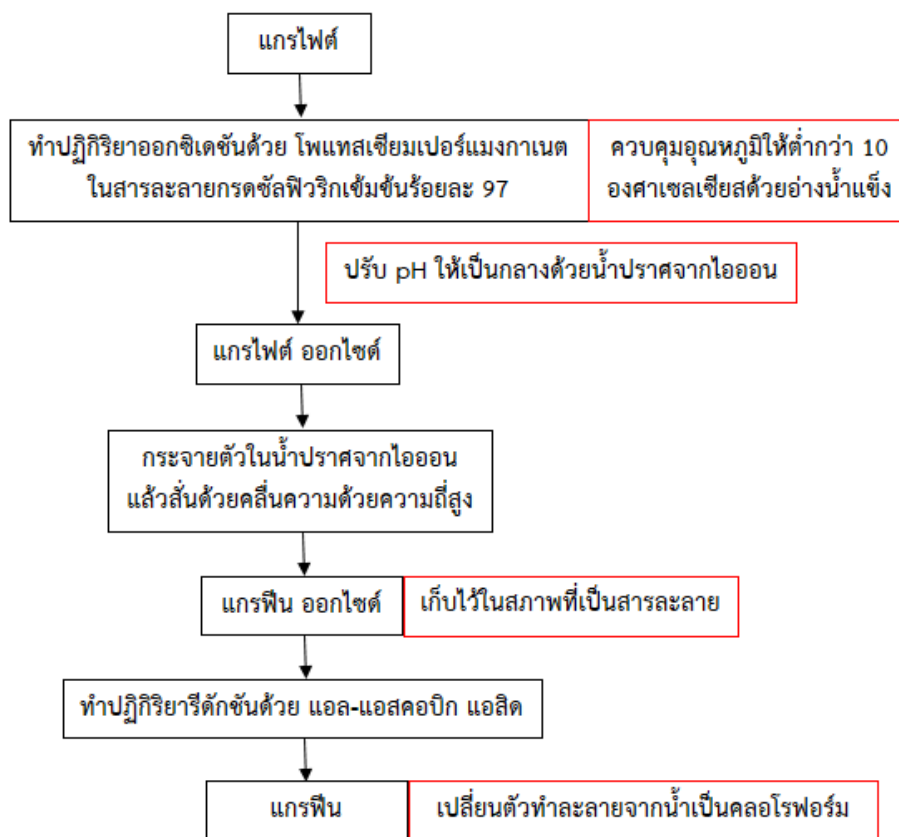 แกรไฟต์
ทำปฏิกิริยาออกซิเดชันด้วย โพแทสเซียมเปอร์แมงกาเนต
ในสารละลายกรดซัลฟิวริกเข้มข้นร้อยละ 97
ควบคุมอุณหภูมิให้ต่ำกว่า 10
องศาเซลเซียสด้วยอ่างน้ำแข็ง
ปรับ pH ให้เป็นกลางด้วยน้ำปราศจากไอออน
แกรไฟต์ ออกไซต์
กระจายตัวในน้ำปราศจากไอออน
แล้วสั่นด้วยคลื่นความด้วยความถี่สูง
แกรฟีน ออกไซต์
เก็บไว้ในสภาพที่เป็นสารละลาย
ทำปฏิกิริยารีดักชันด้วย แอล-แอสคอบิก แอสิด
แกรฟีน
เปลี่ยนตัวทำละลายจากน้ำเป็นคลอโรฟอร์ม